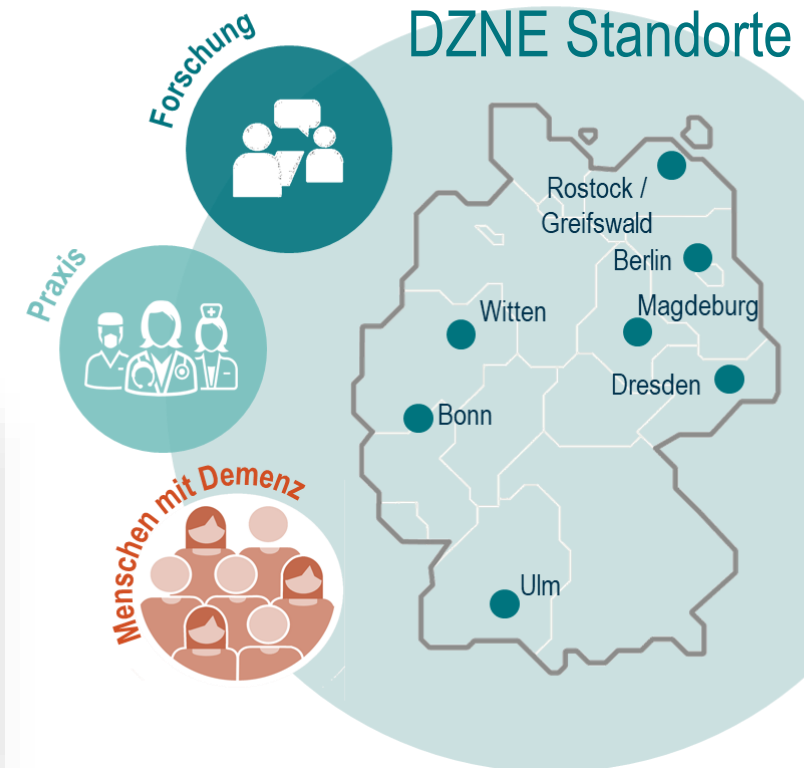 DZNE Standorte
Forschung
Praxis
Menschen mit Demenz
Rostock /
Greifswald
Berlin
Magdeburg
Witten
Dresden
Bonn
Ulm